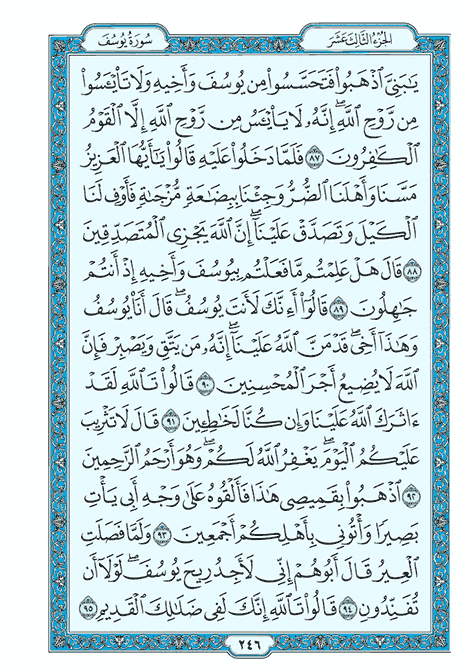 الجزء الثالث عشر
سورة يوسف
يَـٰبَنِىَّ ٱذْهَبُوا۟ فَتَحَسَّسُوا۟ مِن يُوسُفَ وَأَخِيهِ وَلَا تَا۟يْـَٔسُوا۟
مِن رَّوْحِ ٱللَّهِ ۖ إِنَّهُۥ لَا يَا۟يْـَٔسُ مِن رَّوْحِ ٱللَّهِ إِلَّا ٱلْقَوْمُ
ٱلْكَـٰفِرُونَ ٨٧ فَلَمَّا دَخَلُوا۟ عَلَيْهِ قَالُوا۟ يَـٰٓأَيُّهَا ٱلْعَزِيزُ
مَسَّنَا وَأَهْلَنَا ٱلضُّرُّ وَجِئْنَا بِبِضَـٰعَةٍ مُّزْجَىٰةٍ فَأَوْفِ لَنَا
ٱلْكَيْلَ وَتَصَدَّقْ عَلَيْنَآ ۖ إِنَّ ٱللَّهَ يَجْزِى ٱلْمُتَصَدِّقِينَ
٨٨ قَالَ هَلْ عَلِمْتُم مَّا فَعَلْتُم بِيُوسُفَ وَأَخِيهِ إِذْ أَنتُمْ
جَـٰهِلُونَ ٨٩ قَالُوٓا۟ أَءِنَّكَ لَأَنتَ يُوسُفُ ۖ قَالَ أَنَا۠ يُوسُفُ
وَهَـٰذَآ أَخِى ۖ قَدْ مَنَّ ٱللَّهُ عَلَيْنَآ ۖ إِنَّهُۥ مَن يَتَّقِ وَيَصْبِرْ فَإِنَّ
ٱللَّهَ لَا يُضِيعُ أَجْرَ ٱلْمُحْسِنِينَ ٩٠ قَالُوا۟ تَٱللَّهِ لَقَدْ
ءَاثَرَكَ ٱللَّهُ عَلَيْنَا وَإِن كُنَّا لَخَـٰطِـِٔينَ ٩١ قَالَ لَا تَثْرِيبَ
عَلَيْكُمُ ٱلْيَوْمَ ۖ يَغْفِرُ ٱللَّهُ لَكُمْ ۖ وَهُوَ أَرْحَمُ ٱلرَّٰحِمِينَ
٩٢ ٱذْهَبُوا۟ بِقَمِيصِى هَـٰذَا فَأَلْقُوهُ عَلَىٰ وَجْهِ أَبِى يَأْتِ
بَصِيرًا وَأْتُونِى بِأَهْلِكُمْ أَجْمَعِينَ ٩٣ وَلَمَّا فَصَلَتِ
ٱلْعِيرُ قَالَ أَبُوهُمْ إِنِّى لَأَجِدُ رِيحَ يُوسُفَ ۖ لَوْلَآ أَن
تُفَنِّدُونِ ٩٤ قَالُوا۟ تَٱللَّهِ إِنَّكَ لَفِى ضَلَـٰلِكَ ٱلْقَدِيمِ ٩٥
٢٤٦